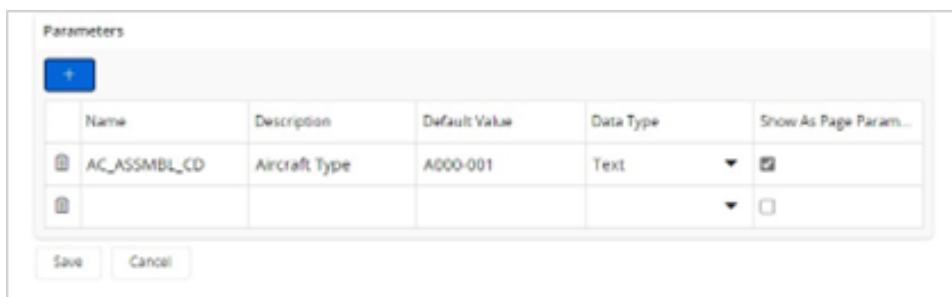 Parameters
+
Name Description Default Value Data Type Show As Page Param...
AC_ASSMBL_CD Aircraft Type A000-001 Text
Save Cancel